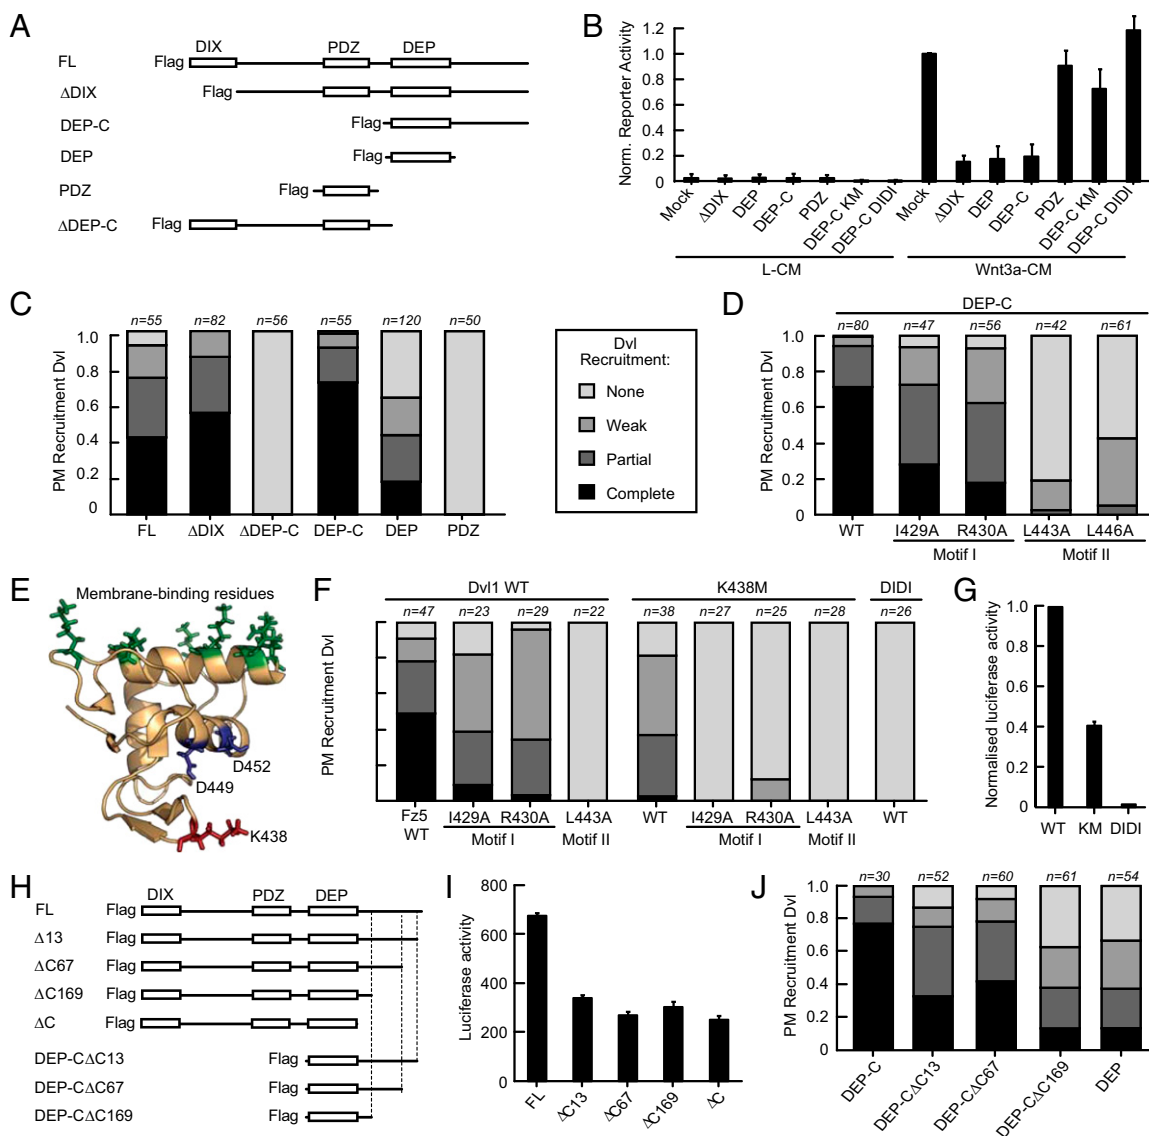 A
DIX PDZ DEP
FL Flag
ΔDIX Flag
DEP-C Flag
DEP Flag
PDZ Flag
ΔDEP-C Flag
B
Norm. Reporter Activity
1.2
1.0
0.8
0.6
0.4
0.2
0
Mock ΔDIX DEP DEP-C PDZ DEP-C KM DEP-C DIDI Mock ΔDIX DEP DEP-C PDZ DEP-C KM DEP-C DIDI
L-CM Wnt3a-CM
C
n=55 n=82 n=56 n=55 n=120 n=50
PM Recruitment Dvl
1.0
0.8
0.6
0.4
0.2
0
FL ΔDIX ΔDEP-C DEP-C DEP PDZ
Dvl
Recruitment:
None
Weak
Partial
Complete
D
DEP-C
n=80 n=47 n=56 n=42 n=61
PM Recruitment Dvl
1.0
0.8
0.6
0.4
0.2
0
WT I429A R430A L443A L446A
Motif I Motif II
E
Membrane-binding residues
D452
D449
K438
F
Dvl1 WT K438M DIDI
n=47 n=23 n=29 n=22 n=38 n=27 n=25 n=28 n=26
PM Recruitment Dvl
Fz5 I429A R430A L443A WT I429A R430A L443A WT
WT Motif I Motif II Motif I Motif II
G
Normalised luciferase activity
1.0
0.8
0.6
0.4
0.2
0
WT KM DIDI
H
DIX PDZ DEP
FL Flag
Δ13 Flag
ΔC67 Flag
ΔC169 Flag
ΔC Flag
DEP-CΔC13 Flag
DEP-CΔC67 Flag
DEP-CΔC169 Flag
I
Luciferase activity
800
600
400
200
0
FL ΔC13 ΔC67 ΔC169 ΔC
J
n=30 n=52 n=60 n=61 n=54
PM Recruitment Dvl
1.0
0.8
0.6
0.4
0.2
0
DEP-C DEP-CΔC13 DEP-CΔC67 DEP-CΔC169 DEP